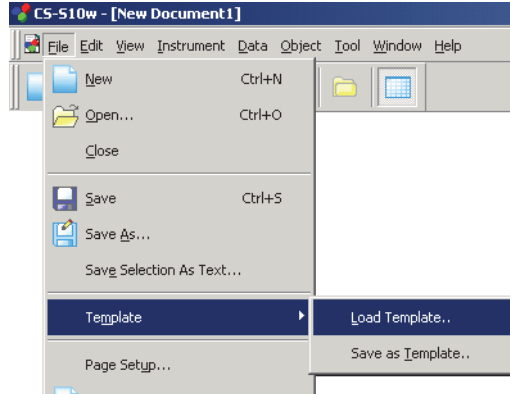 CS-S10w - [New Document1]
File Edit View Instrument Data Object Tool Window Help
New Ctrl+N
Open... Ctrl+O
Close
Save Ctrl+S
Save As...
Save Selection As Text...
Template
Load Template..
Save as Template..
Page Setup...